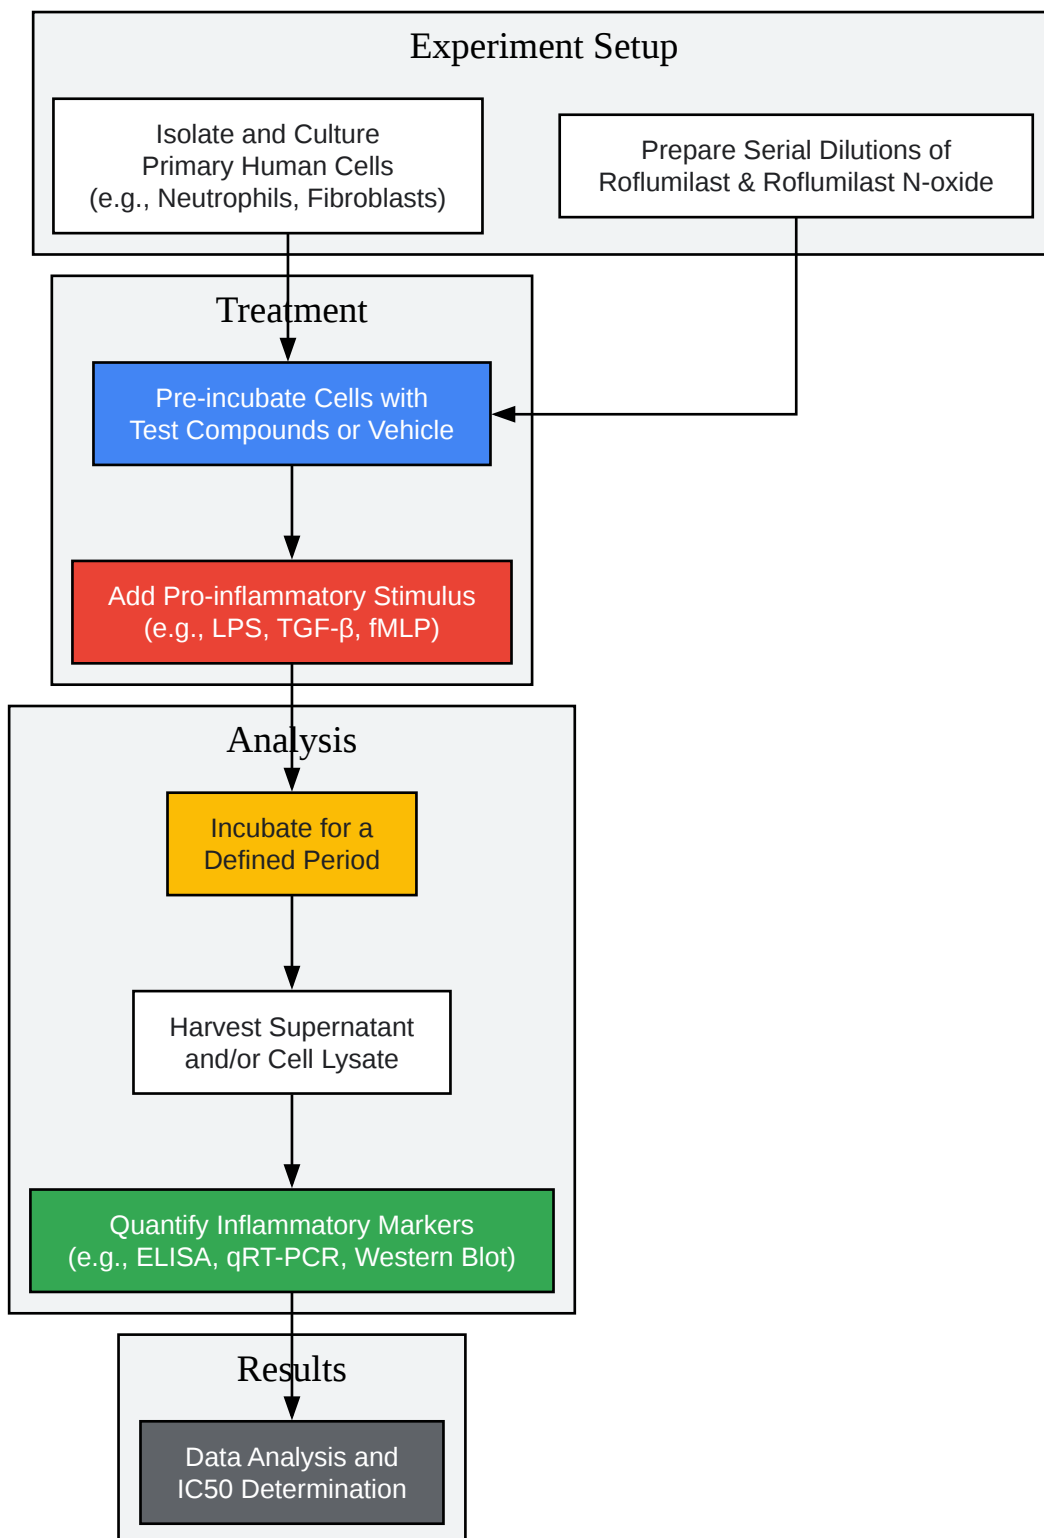 Experiment Setup
Isolate and Culture
Primary Human Cells
(e.g., Neutrophils, Fibroblasts)
Prepare Serial Dilutions of
Roflumilast & Roflumilast N-oxide
Treatment
Pre-incubate Cells with
Test Compounds or Vehicle
Add Pro-inflammatory Stimulus
(e.g., LPS, TGF-β, fMLP)
Analysis
Incubate for a
Defined Period
Harvest Supernatant
and/or Cell Lysate
Quantify Inflammatory Markers
(e.g., ELISA, qRT-PCR, Western Blot)
Results
Data Analysis and
IC50 Determination